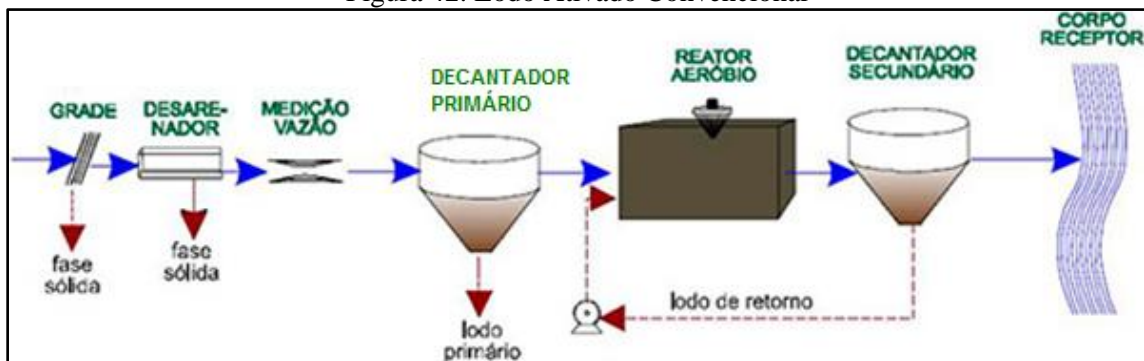 GRADE
DESARE-
NADOR
MEDIÇÃO
VAZÃO
DECANTADOR
PRIMÁRIO
REATOR
AERÓBIO
DECANTADOR
SECUNDÁRIO
CORPO
RECEPTOR
fase
sólida
fase
sólida
lodo
primário
lodo de retorno